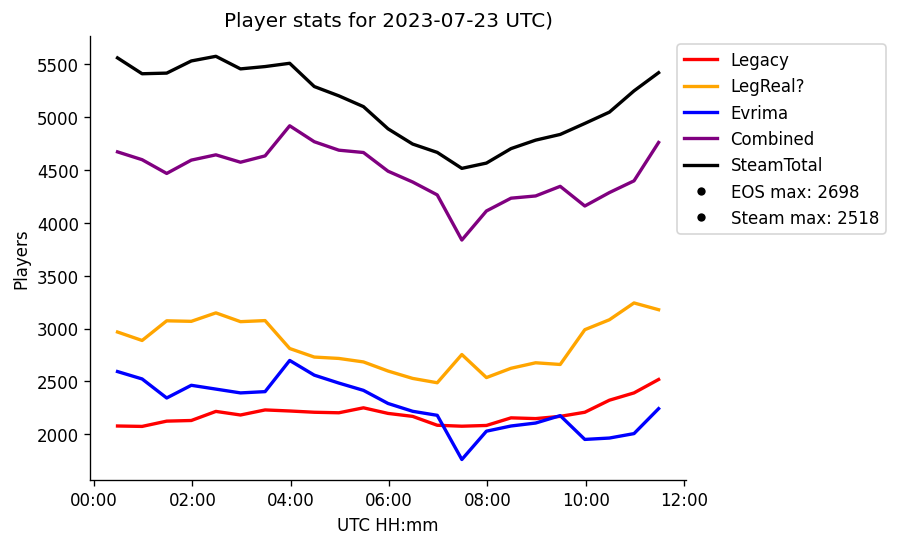 Player stats for 2023-07-23 UTC)
5500
5000
4500
4000
3500
3000
2500
2000
Players
00:00 02:00 04:00 06:00 08:00 10:00 12:00
UTC HH:mm
Legacy
LegReal?
Evrima
Combined
SteamTotal
EOS max: 2698
Steam max: 2518